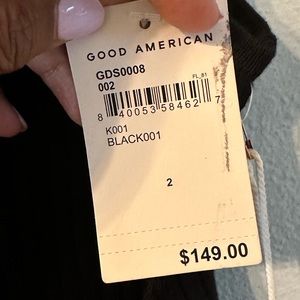 GOOD AMERICAN
GDS0008
002
FL_81
8 40053 58462 7
K001
BLACK001
2
$149.00